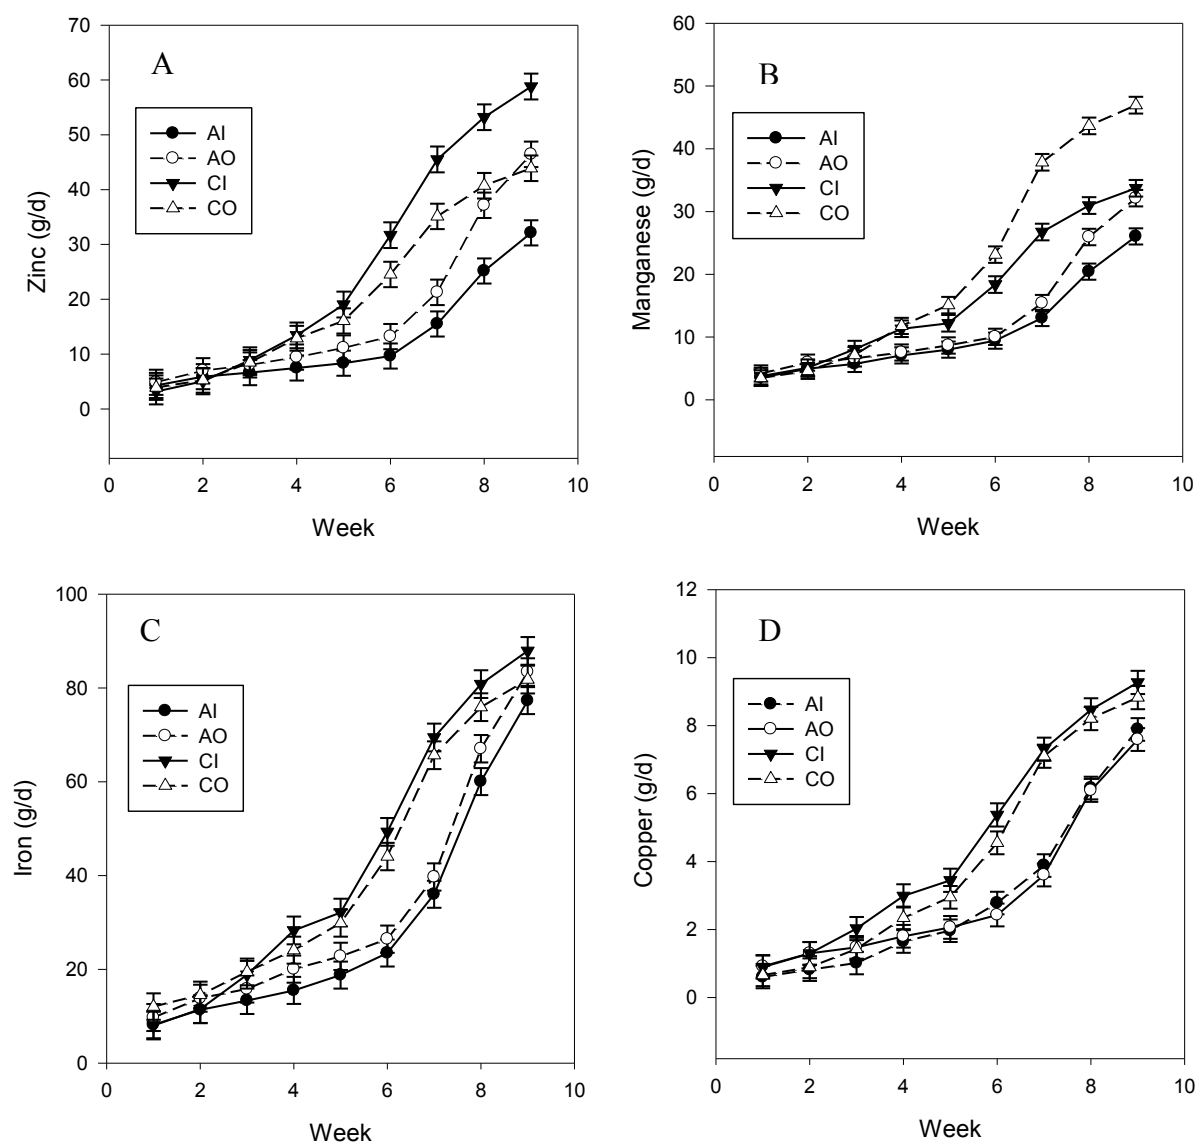 A
AI
AO
CI
CO
Zinc (g/d)
70
60
50
40
30
20
10
0
0 2 4 6 8 10
Week
B
AI
AO
CI
CO
Manganese (g/d)
60
50
40
30
20
10
0
0 2 4 6 8 10
Week
C
AI
AO
CI
CO
Iron (g/d)
100
80
60
40
20
0
0 2 4 6 8 10
Week
D
AI
AO
CI
CO
Copper (g/d)
12
10
8
6
4
2
0
0 2 4 6 8 10
Week